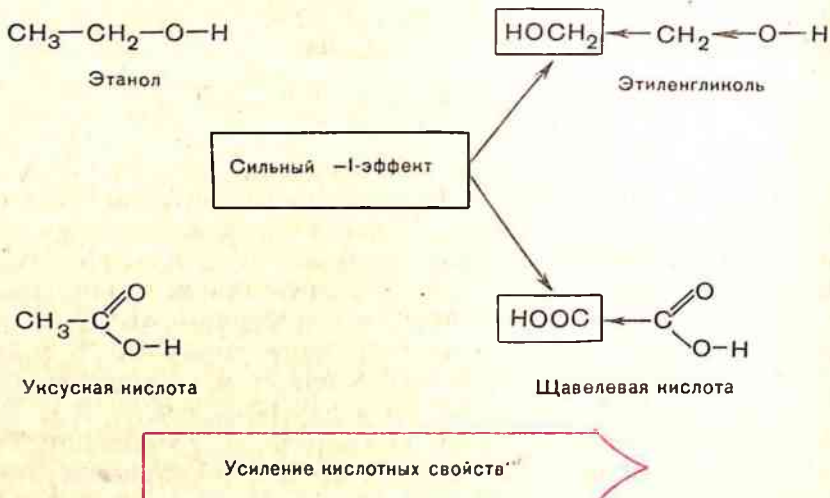 CH₃—CH₂—O—H
Этанол
HOCH₂ ← CH₂ ← O—H
Этиленгликоль
Сильный –I-эффект
CH₃—C
O
O—H
Уксусная кислота
HOOC ← C
O
O—H
Щавелевая кислота
Усиление кислотных свойств